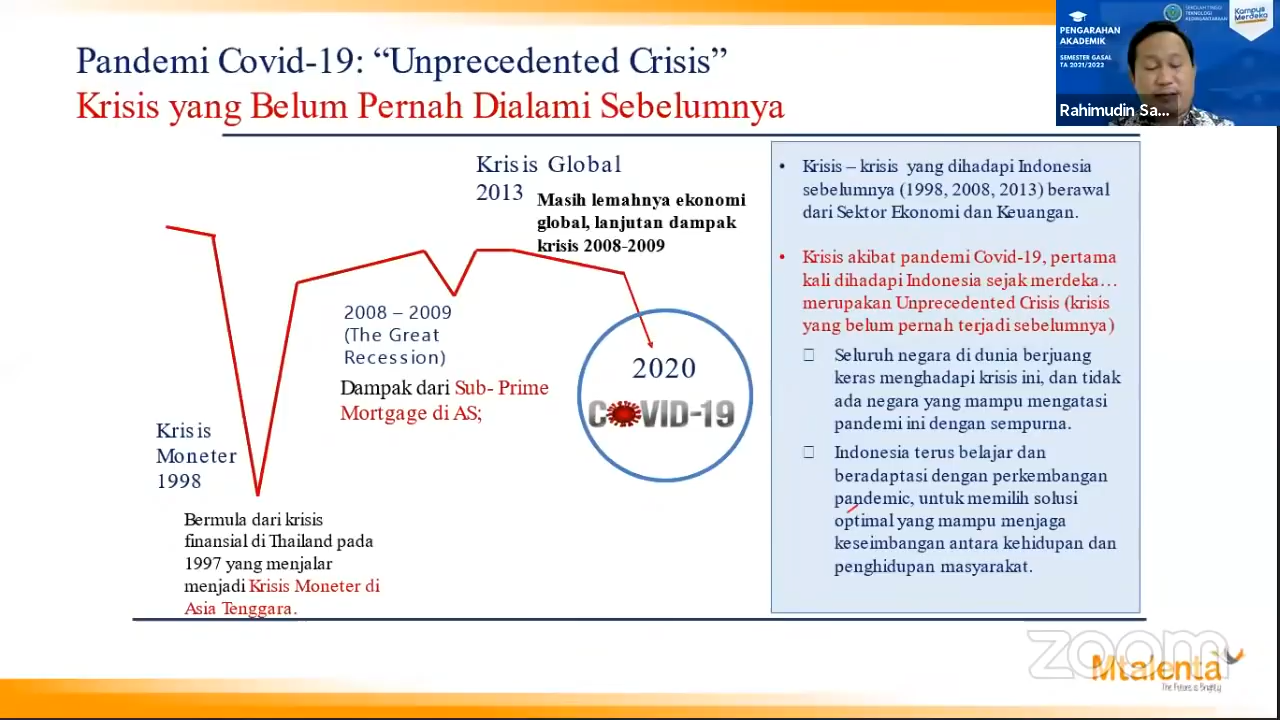 Pandemi Covid-19: “Unprecedented Crisis”
Krisis yang Belum Pernah Dialami Sebelumnya
Krisis Global
2013
Masih lemahnya ekonomi
global, lanjutan dampak
krisis 2008-2009
2008 – 2009
(The Great
Recession)
Dampak dari Sub- Prime
Mortgage di AS;
Krisis
Moneter
1998
Bermula dari krisis
finansial di Thailand pada
1997 yang menjalar
menjadi Krisis Moneter di
Asia Tenggara.
2020
COVID-19
• Krisis – krisis yang dihadapi Indonesia
sebelumnya (1998, 2008, 2013) berawal
dari Sektor Ekonomi dan Keuangan.
• Krisis akibat pandemi Covid-19, pertama
kali dihadapi Indonesia sejak merdeka…
merupakan Unprecedented Crisis (krisis
yang belum pernah terjadi sebelumnya)
Seluruh negara di dunia berjuang
keras menghadapi krisis ini, dan tidak
ada negara yang mampu mengatasi
pandemi ini dengan sempurna.
Indonesia terus belajar dan
beradaptasi dengan perkembangan
pandemic, untuk memilih solusi
optimal yang mampu menjaga
keseimbangan antara kehidupan dan
penghidupan masyarakat.
SEKOLAH TINGGI
TEKNOLOGI
KEDIRGANTARAAN
Kampus
Merdeka
PENGARAHAN
AKADEMIK
SEMESTER GASAL
TA 2021/2022
Rahimudin Sa...
zoom
Mtalenta
The Future is Brightly